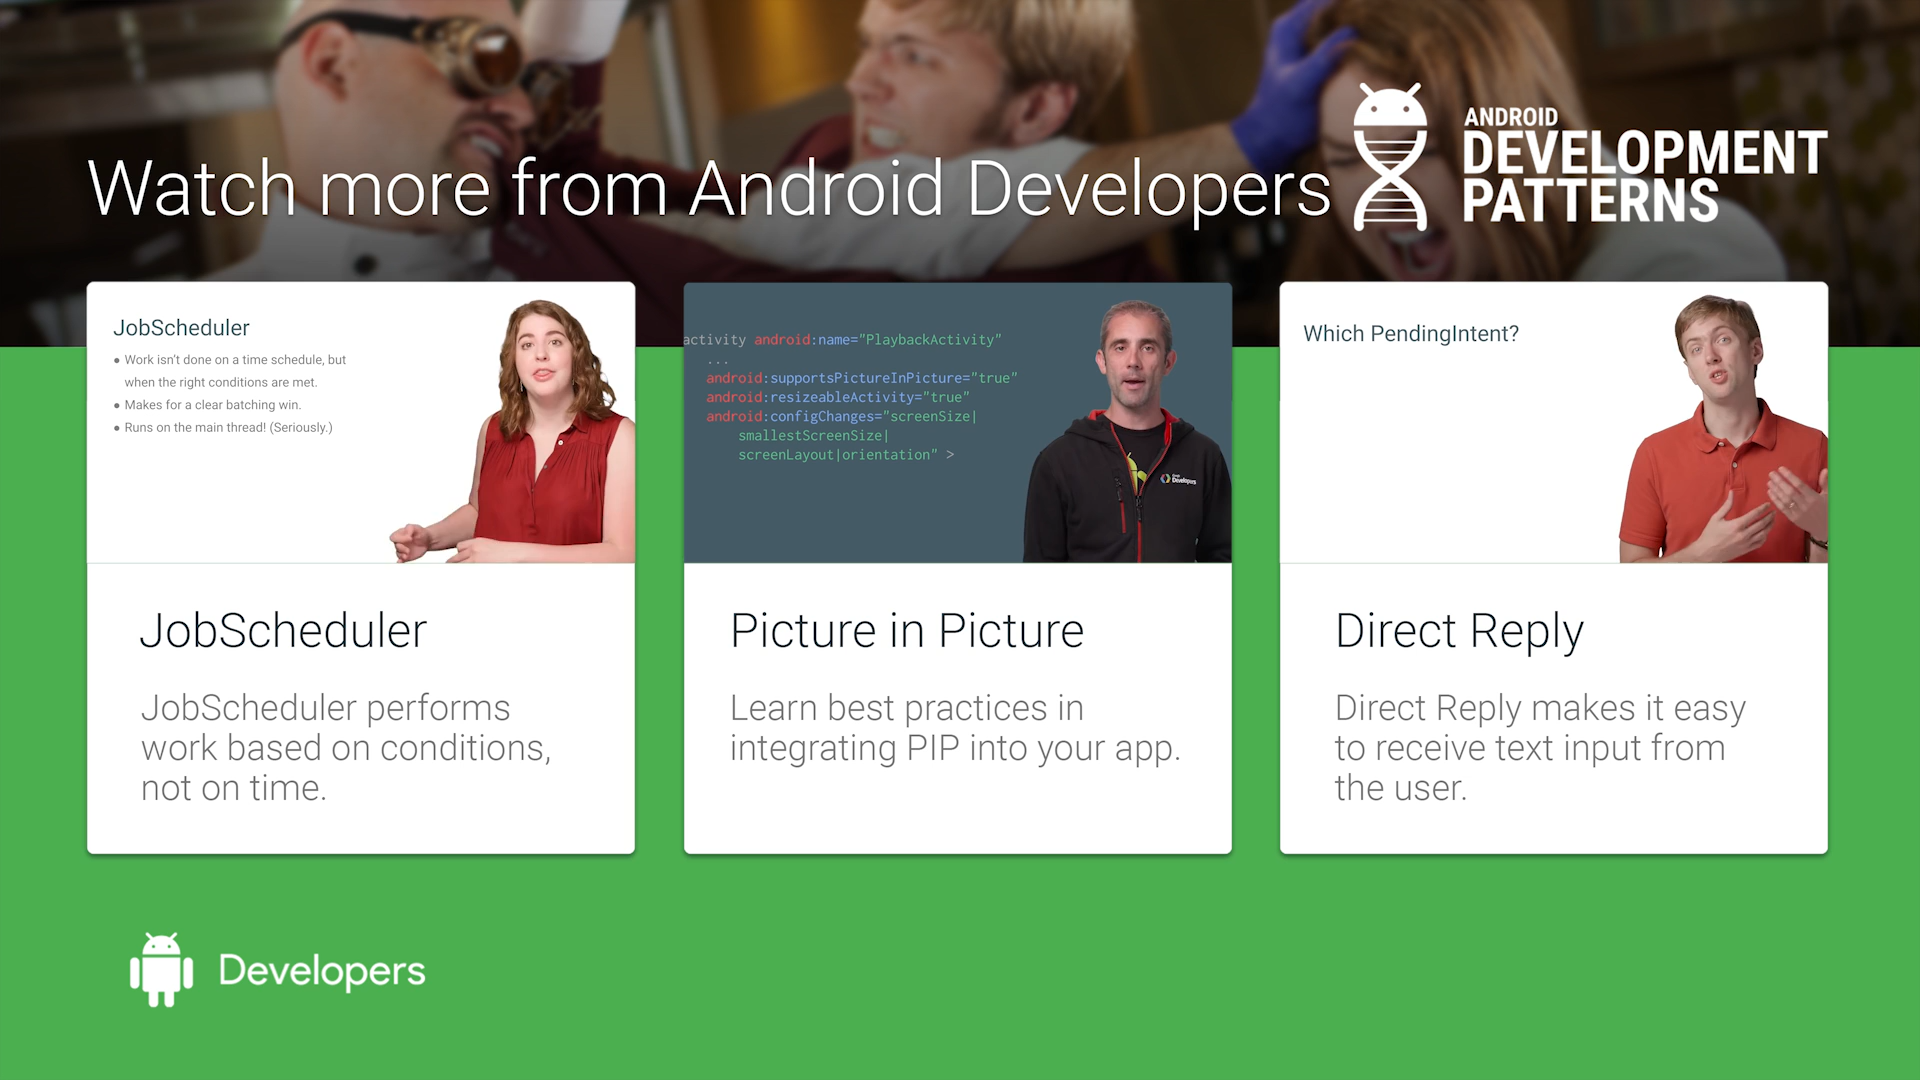 Watch more from Android Developers
ANDROID
DEVELOPMENT
PATTERNS
JobScheduler
● Work isn't done on a time schedule, but
when the right conditions are met.
● Makes for a clear batching win.
● Runs on the main thread! (Seriously.)
JobScheduler
JobScheduler performs
work based on conditions,
not on time.
activity android:name="PlaybackActivity"
...
android:supportsPictureInPicture="true"
android:resizeableActivity="true"
android:configChanges="screenSize|
smallestScreenSize|
screenLayout|orientation" >
Developers
Picture in Picture
Learn best practices in
integrating PIP into your app.
Which PendingIntent?
Direct Reply
Direct Reply makes it easy
to receive text input from
the user.
Developers